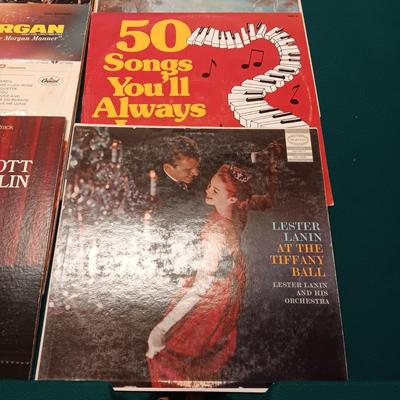 RGAN
Morgan Manner"
Capitol
50
Songs
You'll
Always
OTT
LIN
LESTER
LANIN
AT THE
TIFFANY
BALL
LESTER LANIN
AND HIS
ORCHESTRA